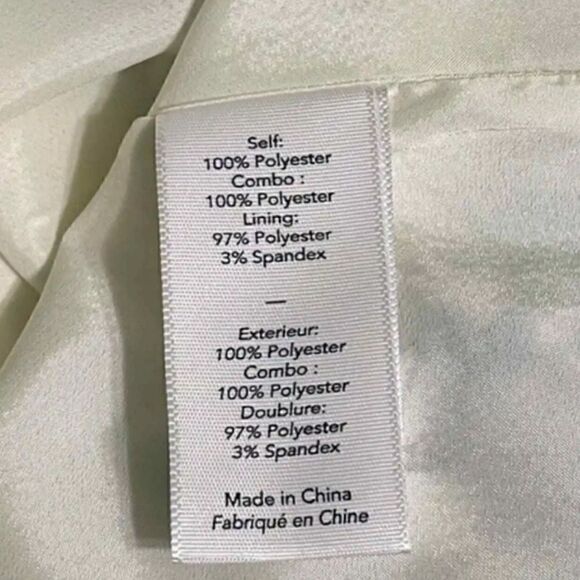 Self:
100% Polyester
Combo :
100% Polyester
Lining:
97% Polyester
3% Spandex
—
Exterieur:
100% Polyester
Combo :
100% Polyester
Doublure:
97% Polyester
3% Spandex
Made in China
Fabriqué en Chine